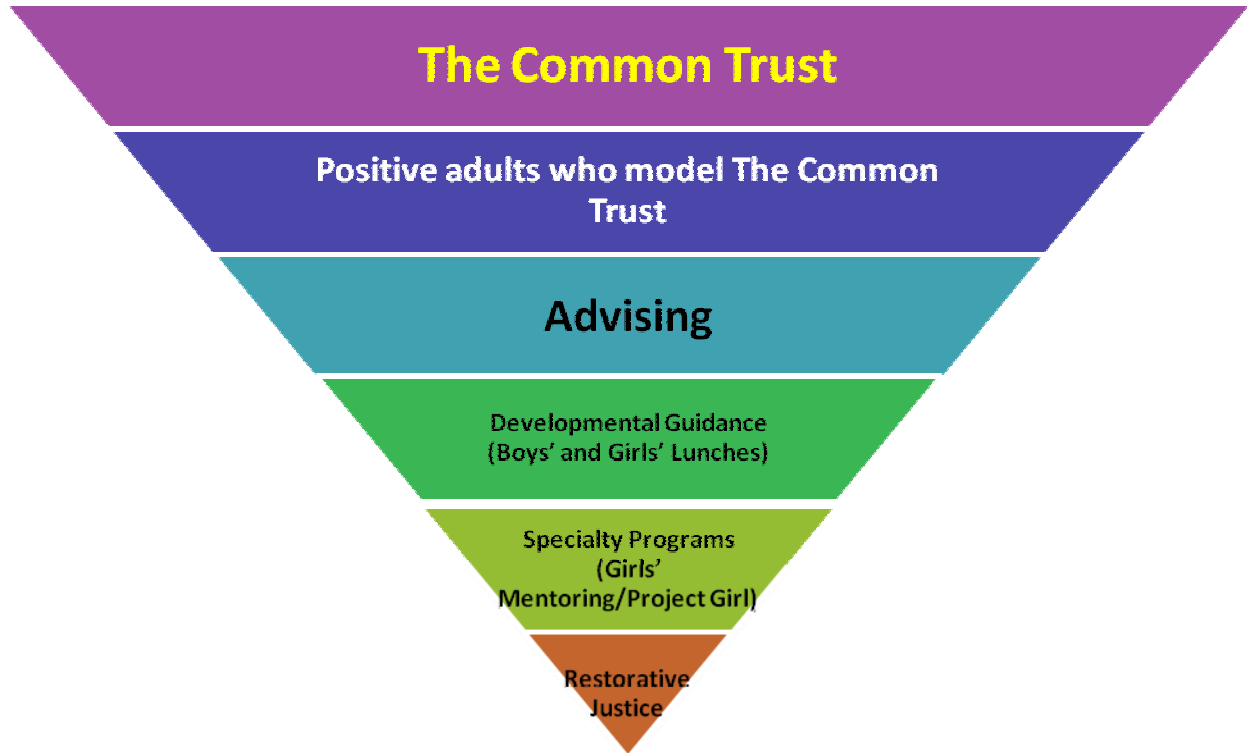 The Common Trust
Positive adults who model The Common
Trust
Advising
Developmental Guidance
(Boys’ and Girls’ Lunches)
Specialty Programs
(Girls’
Mentoring/Project Girl)
Restorative
Justice